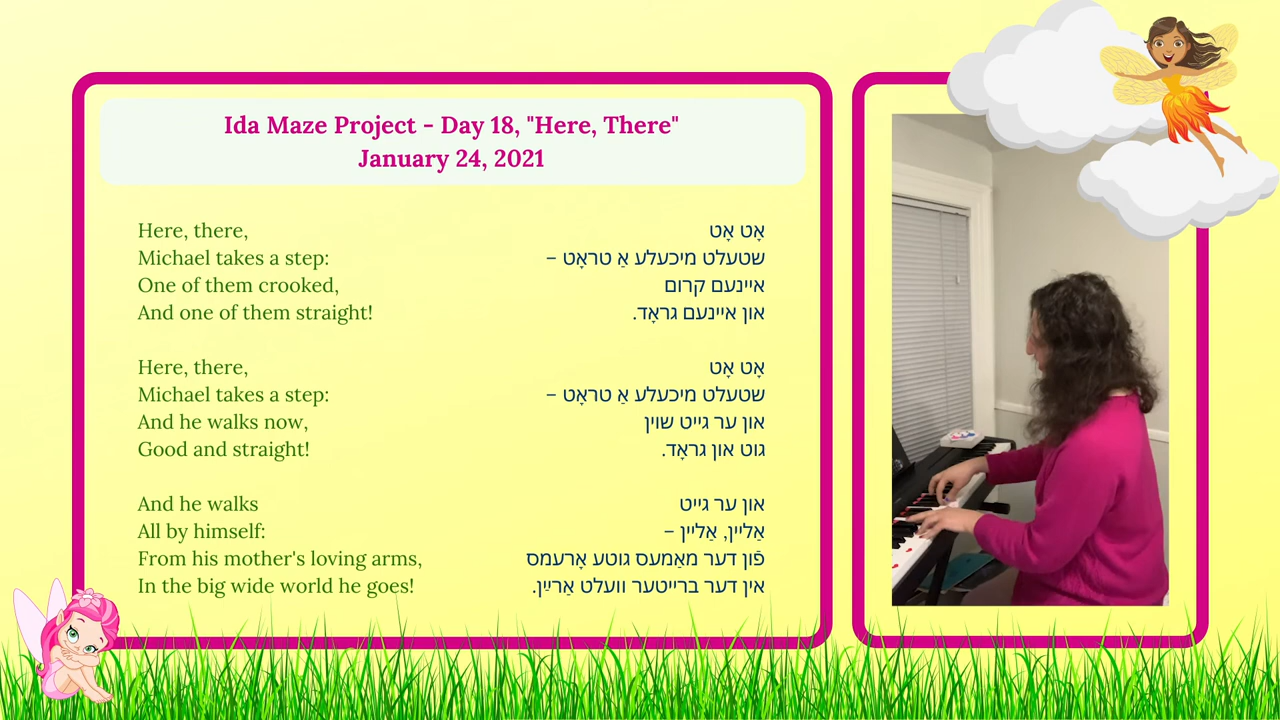 Ida Maze Project - Day 18, "Here, There"
January 24, 2021
Here, there,
Michael takes a step:
One of them crooked,
And one of them straight!
Here, there,
Michael takes a step:
And he walks now,
Good and straight!
And he walks
All by himself:
From his mother's loving arms,
In the big wide world he goes!
אָט אָט
שטעלט מיכעלע אַ טראָט –
איינעם קרום
און איינעם גראָד.
אָט אָט
שטעלט מיכעלע אַ טראָט –
און ער גייט שוין
גוט און גראָד.
און ער גייט
אַליין, אַליין –
פֿון דער מאַמעס גוטע אָרעמס
אין דער ברייטער וועלט אַרײַן.